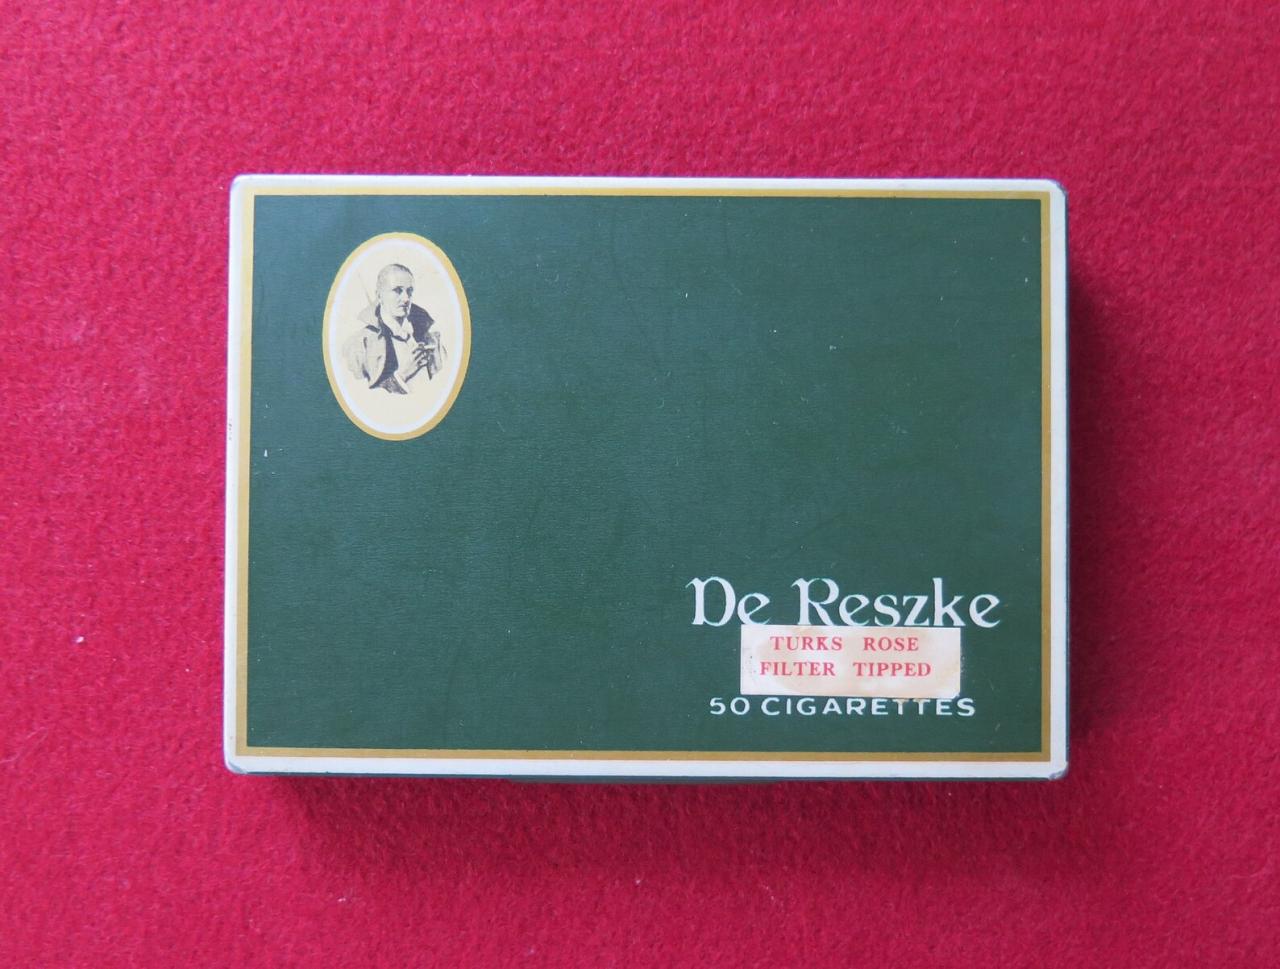 De Reszke
TURKS ROSE
FILTER TIPPED
50 CIGARETTES